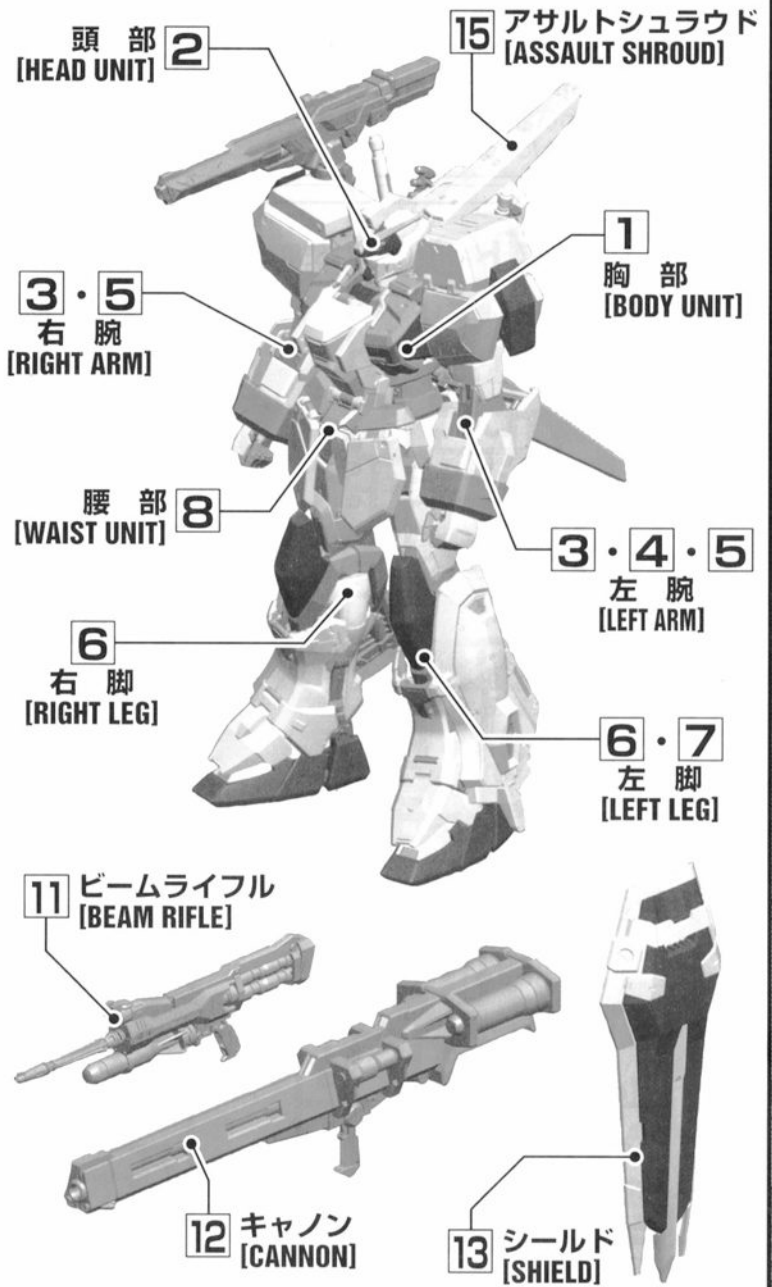 頭 部 2
[HEAD UNIT]
15 アサルトシュラウド
[ASSAULT SHROUD]
1
胸 部
[BODY UNIT]
3・5
右 腕
[RIGHT ARM]
腰 部 8
[WAIST UNIT]
3・4・5
左 腕
[LEFT ARM]
6
右 脚
[RIGHT LEG]
6・7
左 脚
[LEFT LEG]
11 ビームライフル
[BEAM RIFLE]
12 キャノン
[CANNON]
13 シールド
[SHIELD]